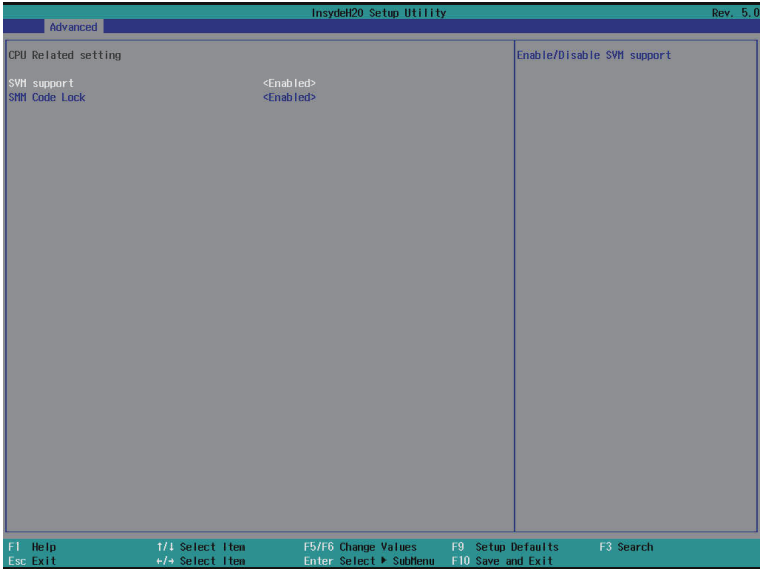 InsydeH20 Setup Utility Rev. 5.0
Advanced
CPU Related setting Enable/Disable SVM support
SVM support <Enabled>
SMM Code Lock <Enabled>
F1 Help ↑/↓ Select Item F5/F6 Change Values F9 Setup Defaults F3 Search
Esc Exit ←/→ Select Item Enter Select ▶ SubMenu F10 Save and Exit